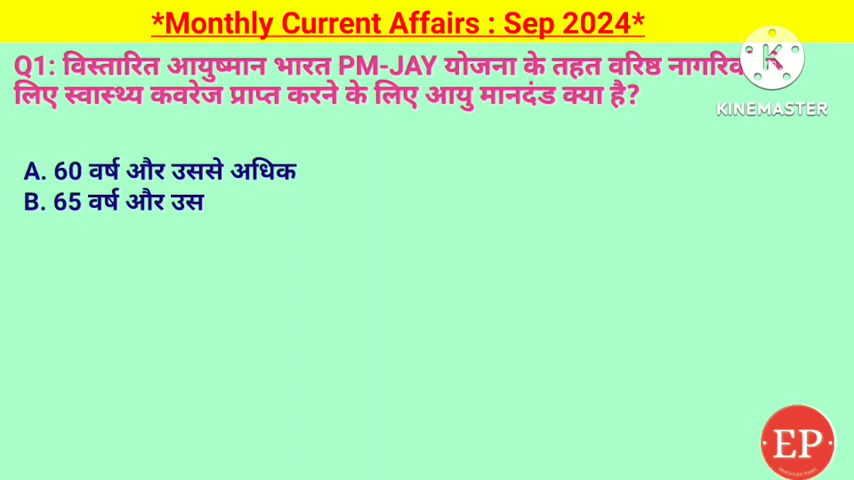 *Monthly Current Affairs : Sep 2024*
Q1: विस्तारित आयुष्मान भारत PM-JAY योजना के तहत वरिष्ठ नागरिक
लिए स्वास्थ्य कवरेज प्राप्त करने के लिए आयु मानदंड क्या है?
KINEMASTER
A. 60 वर्ष और उससे अधिक
B. 65 वर्ष और उस
EP